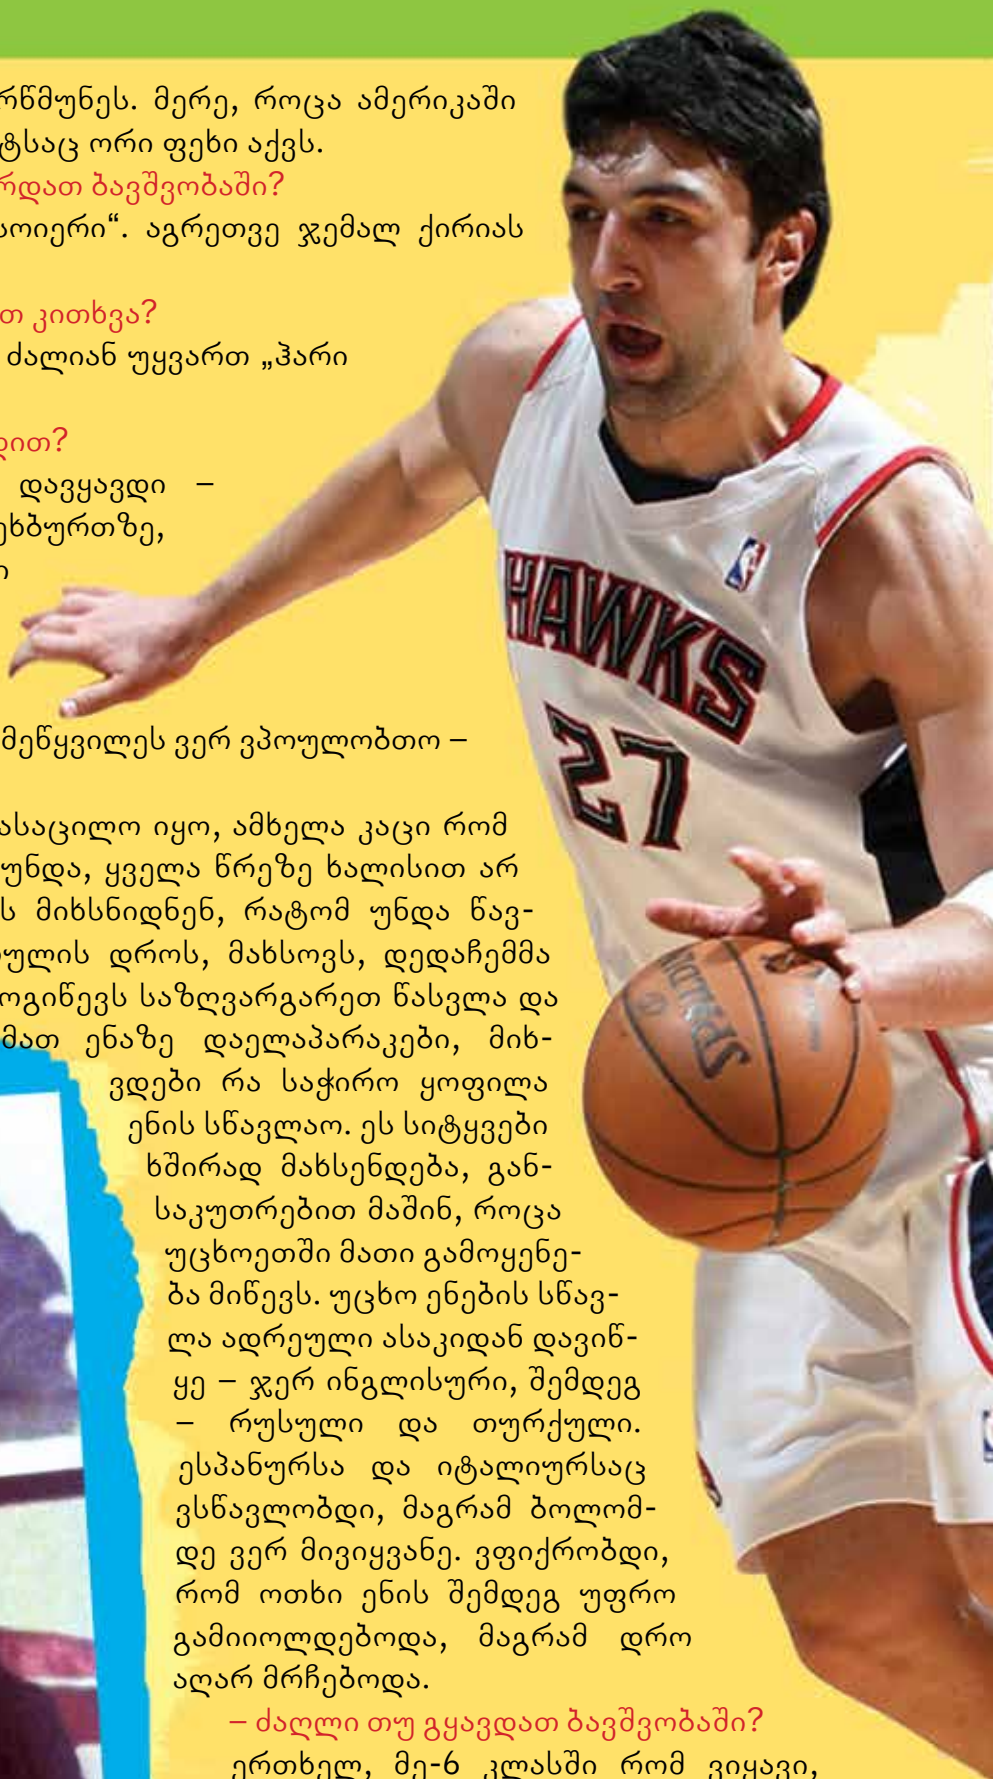 რწმუნეს. მერე, როცა ამერიკაში
ტსაც ორი ფეხი აქვს.
რდათ ბავშვობაში?
სოიერი“. აგრეთვე ჯემალ ქირიას
თ კითხვა?
ძალიან უყვართ „ჰარი
დით?
დავყავდი –
ეხბურთზე,
ი
მეწყვილეს ვერ ვპოულობთო –
ასაცილო იყო, ამხელა კაცი რომ
უნდა, ყველა წრეზე ხალისით არ
ს მიხსნიდნენ, რატომ უნდა წავ-
ულის დროს, მახსოვს, დედაჩემმა
ოგიწევს საზღვარგარეთ წასვლა და
მათ ენაზე დაელაპარაკები, მიხ-
ვდები რა საჭირო ყოფილა
ენის სწავლაო. ეს სიტყვები
ხშირად მახსენდება, გან-
საკუთრებით მაშინ, როცა
უცხოეთში მათი გამოყენე-
ბა მიწევს. უცხო ენების სწავ-
ლა ადრეული ასაკიდან დავიწ-
ყე – ჯერ ინგლისური, შემდეგ
– რუსული და თურქული.
ესპანურსა და იტალიურსაც
ვსწავლობდი, მაგრამ ბოლომ-
დე ვერ მივიყვანე. ვფიქრობდი,
რომ ოთხი ენის შემდეგ უფრო
გამიიოლდებოდა, მაგრამ დრო
აღარ მრჩებოდა.
– ძაღლი თუ გყავდათ ბავშვობაში?
ერთხელ, მე-6 კლასში რომ ვიყავი,
HAWKS
27
SPALDING